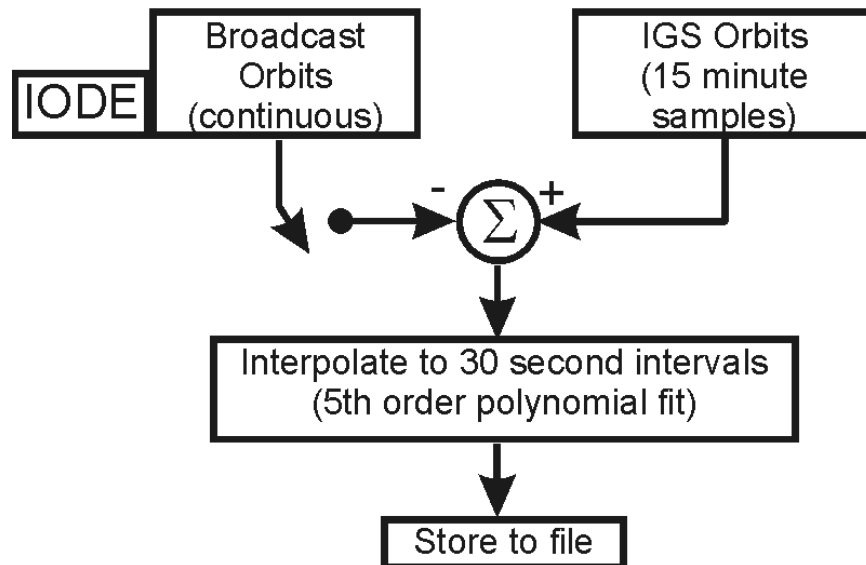 IODE
Broadcast
Orbits
(continuous)
IGS Orbits
(15 minute
samples)
-
+
Σ
Interpolate to 30 second intervals
(5th order polynomial fit)
Store to file